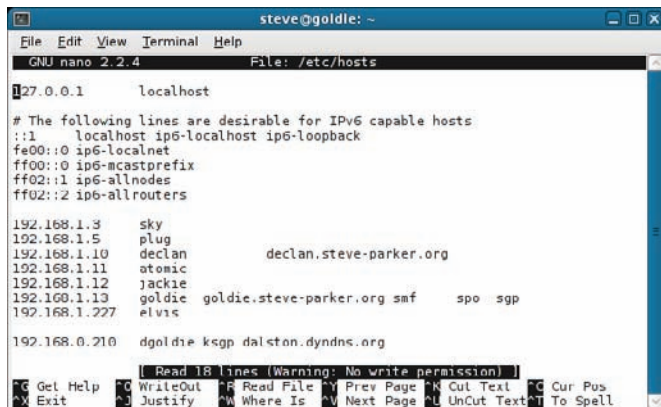 steve@goldie: ~
File Edit View Terminal Help
GNU nano 2.2.4 File: /etc/hosts
127.0.0.1 localhost
# The following lines are desirable for IPv6 capable hosts
::1 localhost ip6-localhost ip6-loopback
fe00::0 ip6-localnet
ff00::0 ip6-mcastprefix
ff02::1 ip6-allnodes
ff02::2 ip6-allrouters
192.168.1.3 sky
192.168.1.5 plug
192.168.1.10 declan declan.steve-parker.org
192.168.1.11 atomic
192.168.1.12 jackie
192.168.1.13 goldie goldie.steve-parker.org smf spo sgp
192.168.1.227 elvis
192.168.0.210 dgoldie ksgp dalston.dyndns.org
[ Read 18 lines (Warning: No write permission) ]
^G Get Help ^O WriteOut ^R Read File ^Y Prev Page ^K Cut Text ^C Cur Pos
^X Exit ^J Justify ^W Where Is ^V Next Page ^U UnCut Text ^T To Spell